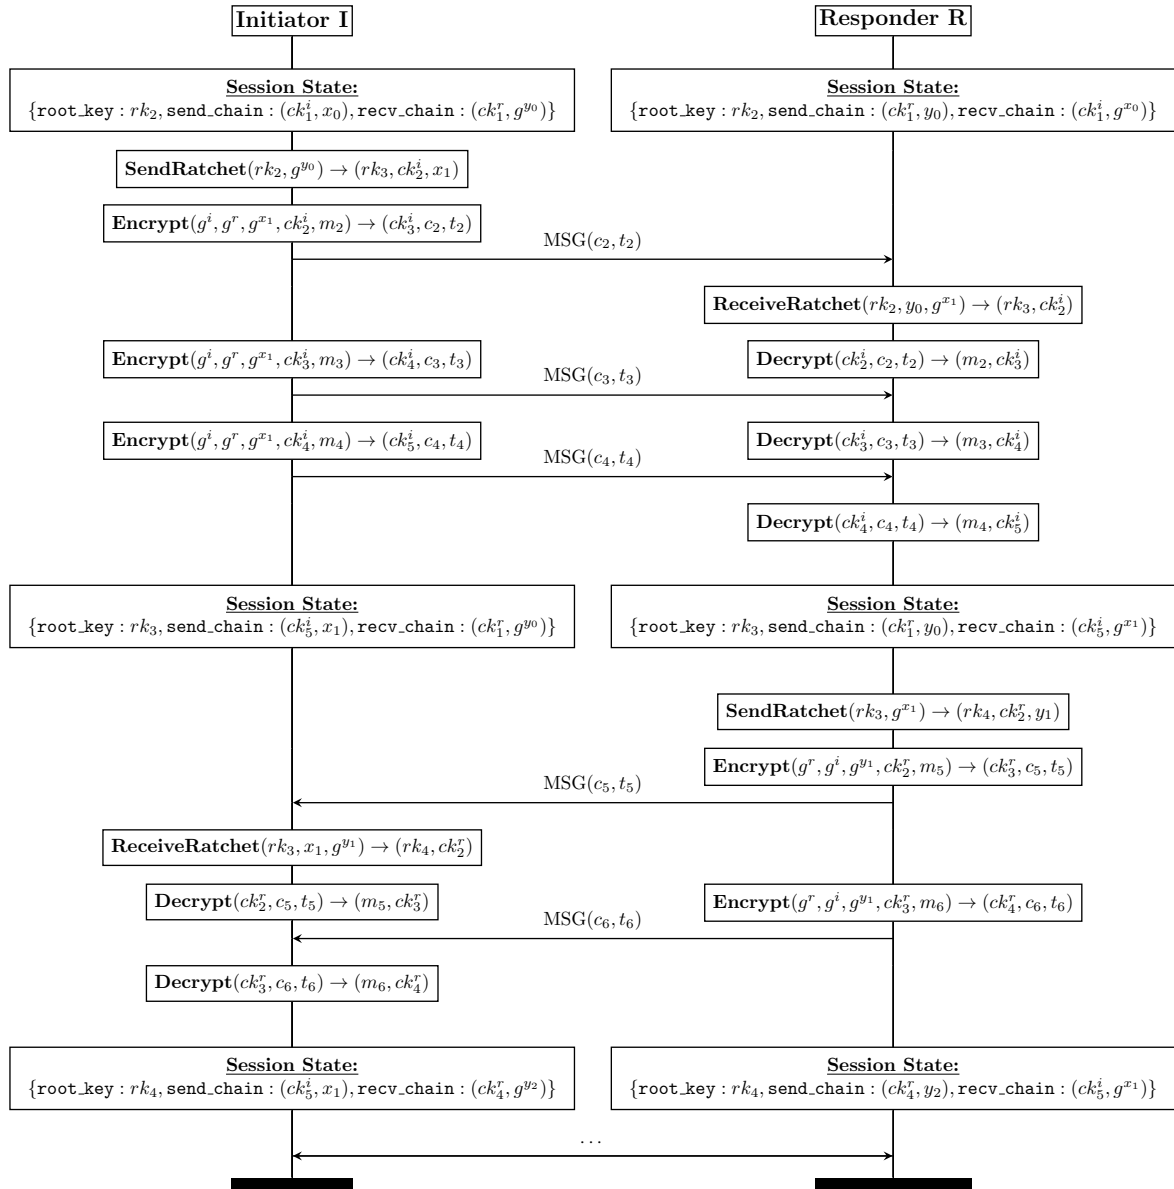 Initiator I
Responder R
Session State:
{root_key : rk₂, send_chain : (ck₁ⁱ, x₀), recv_chain : (ck₁ʳ, g^{y₀})}
Session State:
{root_key : rk₂, send_chain : (ck₁ʳ, y₀), recv_chain : (ck₁ⁱ, g^{x₀})}
SendRatchet(rk₂, g^{y₀}) → (rk₃, ck₂ⁱ, x₁)
Encrypt(gⁱ, gʳ, g^{x₁}, ck₂ⁱ, m₂) → (ck₃ⁱ, c₂, t₂)
MSG(c₂, t₂)
ReceiveRatchet(rk₂, y₀, g^{x₁}) → (rk₃, ck₂ⁱ)
Encrypt(gⁱ, gʳ, g^{x₁}, ck₃ⁱ, m₃) → (ck₄ⁱ, c₃, t₃)
Decrypt(ck₂ⁱ, c₂, t₂) → (m₂, ck₃ⁱ)
MSG(c₃, t₃)
Encrypt(gⁱ, gʳ, g^{x₁}, ck₄ⁱ, m₄) → (ck₅ⁱ, c₄, t₄)
Decrypt(ck₃ⁱ, c₃, t₃) → (m₃, ck₄ⁱ)
MSG(c₄, t₄)
Decrypt(ck₄ⁱ, c₄, t₄) → (m₄, ck₅ⁱ)
Session State:
{root_key : rk₃, send_chain : (ck₅ⁱ, x₁), recv_chain : (ck₁ʳ, g^{y₀})}
Session State:
{root_key : rk₃, send_chain : (ck₁ʳ, y₀), recv_chain : (ck₅ⁱ, g^{x₁})}
SendRatchet(rk₃, g^{x₁}) → (rk₄, ck₂ʳ, y₁)
Encrypt(gʳ, gⁱ, g^{y₁}, ck₂ʳ, m₅) → (ck₃ʳ, c₅, t₅)
MSG(c₅, t₅)
ReceiveRatchet(rk₃, x₁, g^{y₁}) → (rk₄, ck₂ʳ)
Decrypt(ck₂ʳ, c₅, t₅) → (m₅, ck₃ʳ)
Encrypt(gʳ, gⁱ, g^{y₁}, ck₃ʳ, m₆) → (ck₄ʳ, c₆, t₆)
MSG(c₆, t₆)
Decrypt(ck₃ʳ, c₆, t₆) → (m₆, ck₄ʳ)
Session State:
{root_key : rk₄, send_chain : (ck₅ⁱ, x₁), recv_chain : (ck₄ʳ, g^{y₂})}
Session State:
{root_key : rk₄, send_chain : (ck₄ʳ, y₂), recv_chain : (ck₅ⁱ, g^{x₁})}
...